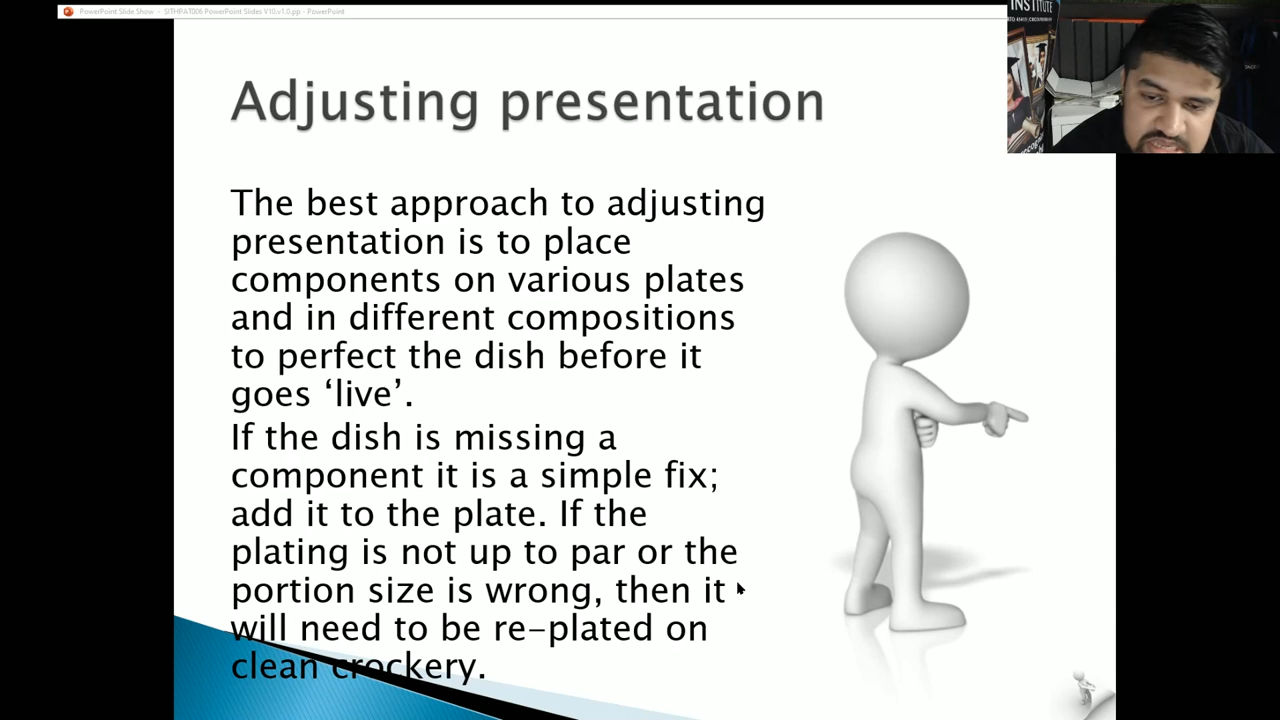 PowerPoint Slide Show - SITHPAT006 PowerPoint Slides V10.v1.0.pp - PowerPoint
INSTITUTE
Adjusting presentation
The best approach to adjusting
presentation is to place
components on various plates
and in different compositions
to perfect the dish before it
goes ‘live’.
If the dish is missing a
component it is a simple fix;
add it to the plate. If the
plating is not up to par or the
portion size is wrong, then it
will need to be re-plated on
clean crockery.